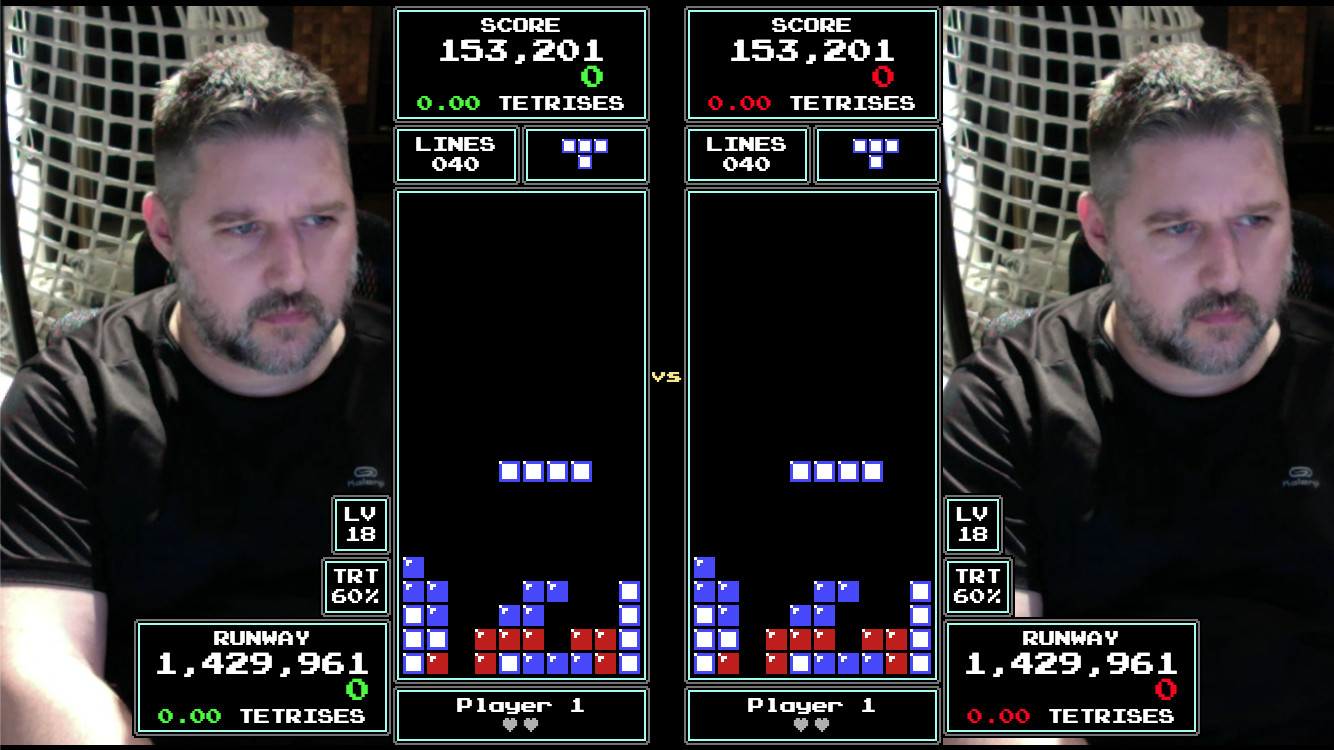 SCORE
153,201
0
0.00 TETRISES
LINES
040
SCORE
153,201
0
0.00 TETRISES
LINES
040
vs
LV
18
TRT
60%
RUNWAY
1,429,961
0
0.00 TETRISES
Player 1
LV
18
TRT
60%
RUNWAY
1,429,961
0
0.00 TETRISES
Player 1